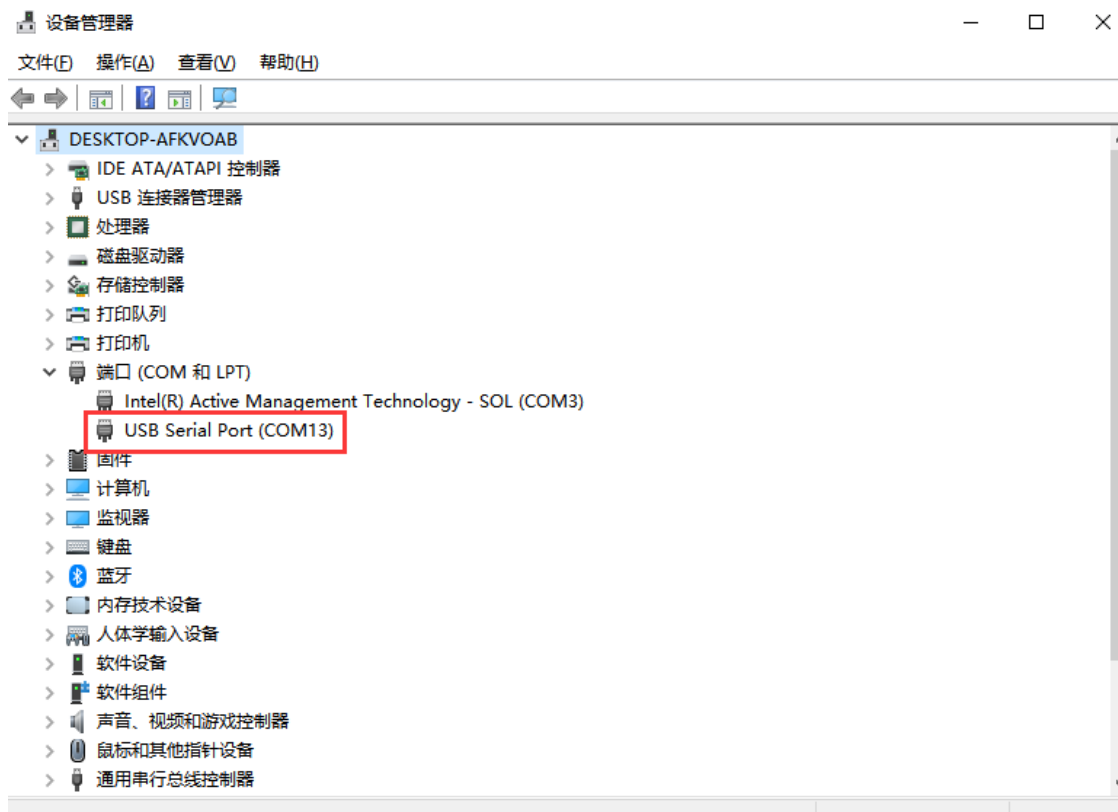 设备管理器
文件(F) 操作(A) 查看(V) 帮助(H)
DESKTOP-AFKVOAB
IDE ATA/ATAPI 控制器
USB 连接器管理器
处理器
磁盘驱动器
存储控制器
打印队列
打印机
端口 (COM 和 LPT)
Intel(R) Active Management Technology - SOL (COM3)
USB Serial Port (COM13)
固件
计算机
监视器
键盘
蓝牙
内存技术设备
人体学输入设备
软件设备
软件组件
声音、视频和游戏控制器
鼠标和其他指针设备
通用串行总线控制器